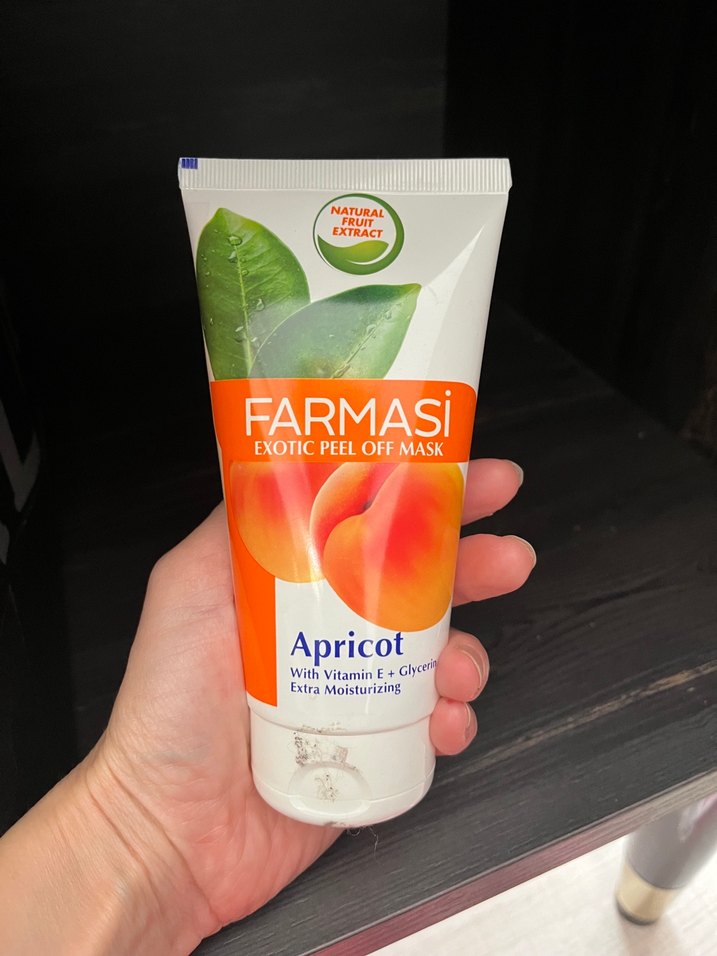 NATURAL
FRUIT
EXTRACT
FARMASi
EXOTIC PEEL OFF MASK
Apricot
With Vitamin E + Glycerin
Extra Moisturizing